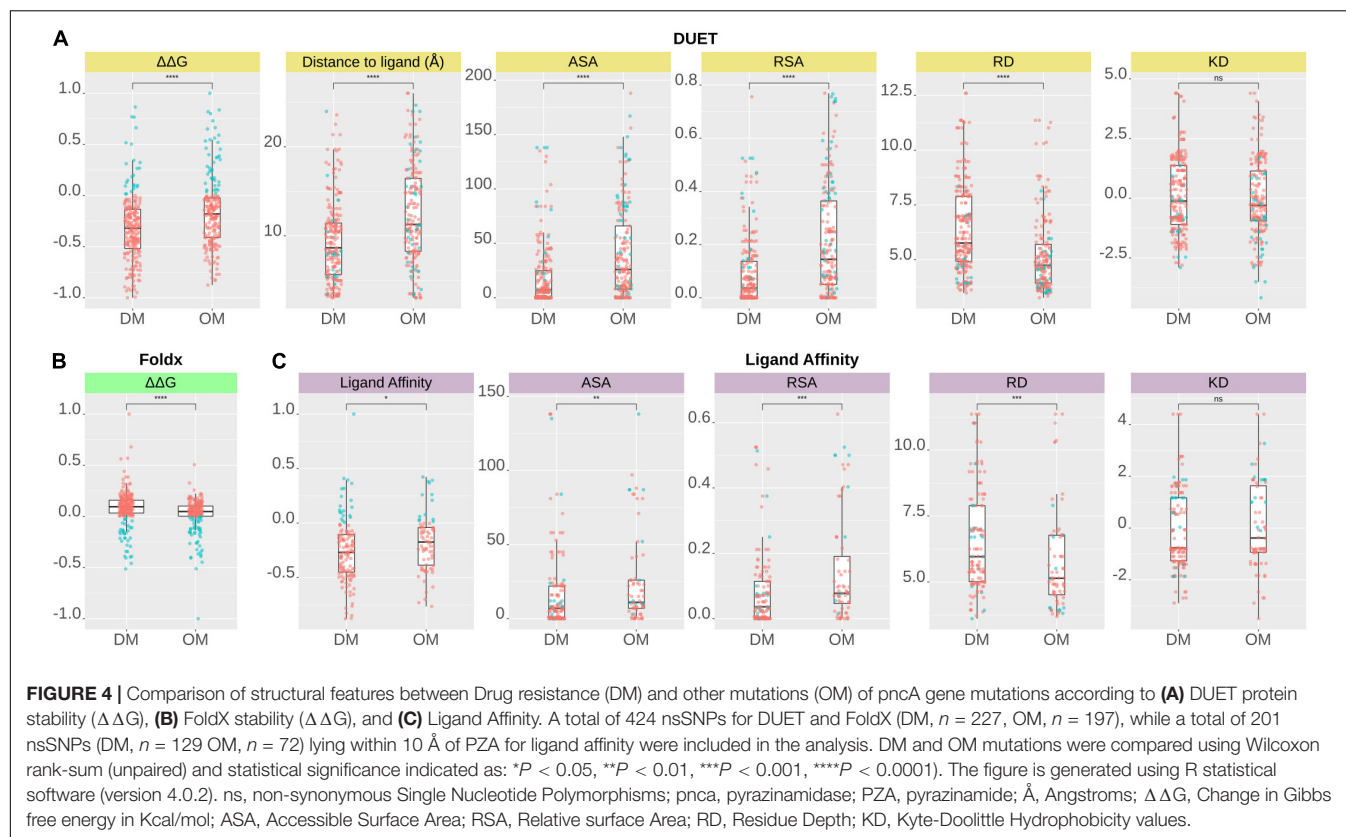 A
DUET
ΔΔG
Distance to ligand (Å)
ASA
RSA
RD
KD
****
****
****
****
****
ns
1.0
0.5
0.0
-0.5
-1.0
20
10
200
150
100
50
0
0.8
0.6
0.4
0.2
0.0
12.5
10.0
7.5
5.0
5.0
2.5
0.0
-2.5
DM OM
DM OM
DM OM
DM OM
DM OM
DM OM
B
Foldx
C
Ligand Affinity
ΔΔG
Ligand Affinity
ASA
RSA
RD
KD
****
*
**
***
***
ns
1.0
0.5
0.0
-0.5
-1.0
1.0
0.5
0.0
-0.5
150
100
50
0
0.6
0.4
0.2
0.0
10.0
7.5
5.0
4
2
-0
-2
DM OM
DM OM
DM OM
DM OM
DM OM
DM OM
FIGURE 4 | Comparison of structural features between Drug resistance (DM) and other mutations (OM) of pncA gene mutations according to (A) DUET protein
stability (ΔΔG), (B) FoldX stability (ΔΔG), and (C) Ligand Affinity. A total of 424 nsSNPs for DUET and FoldX (DM, n = 227, OM, n = 197), while a total of 201
nsSNPs (DM, n = 129 OM, n = 72) lying within 10 Å of PZA for ligand affinity were included in the analysis. DM and OM mutations were compared using Wilcoxon
rank-sum (unpaired) and statistical significance indicated as: *P < 0.05, **P < 0.01, ***P < 0.001, ****P < 0.0001). The figure is generated using R statistical
software (version 4.0.2). ns, non-synonymous Single Nucleotide Polymorphisms; pnca, pyrazinamidase; PZA, pyrazinamide; Å, Angstroms; ΔΔG, Change in Gibbs
free energy in Kcal/mol; ASA, Accessible Surface Area; RSA, Relative surface Area; RD, Residue Depth; KD, Kyte-Doolittle Hydrophobicity values.